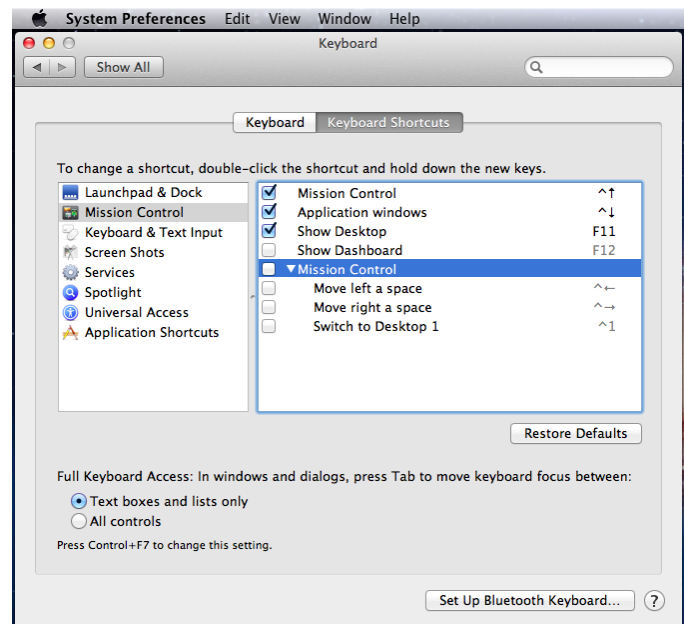 System Preferences Edit View Window Help
Keyboard
Show All
Keyboard Keyboard Shortcuts
To change a shortcut, double-click the shortcut and hold down the new keys.
Launchpad & Dock
Mission Control
Keyboard & Text Input
Screen Shots
Services
Spotlight
Universal Access
Application Shortcuts
Mission Control ^↑
Application windows ^↓
Show Desktop F11
Show Dashboard F12
▼Mission Control
Move left a space ^←
Move right a space ^→
Switch to Desktop 1 ^1
Restore Defaults
Full Keyboard Access: In windows and dialogs, press Tab to move keyboard focus between:
Text boxes and lists only
All controls
Press Control+F7 to change this setting.
Set Up Bluetooth Keyboard... ?